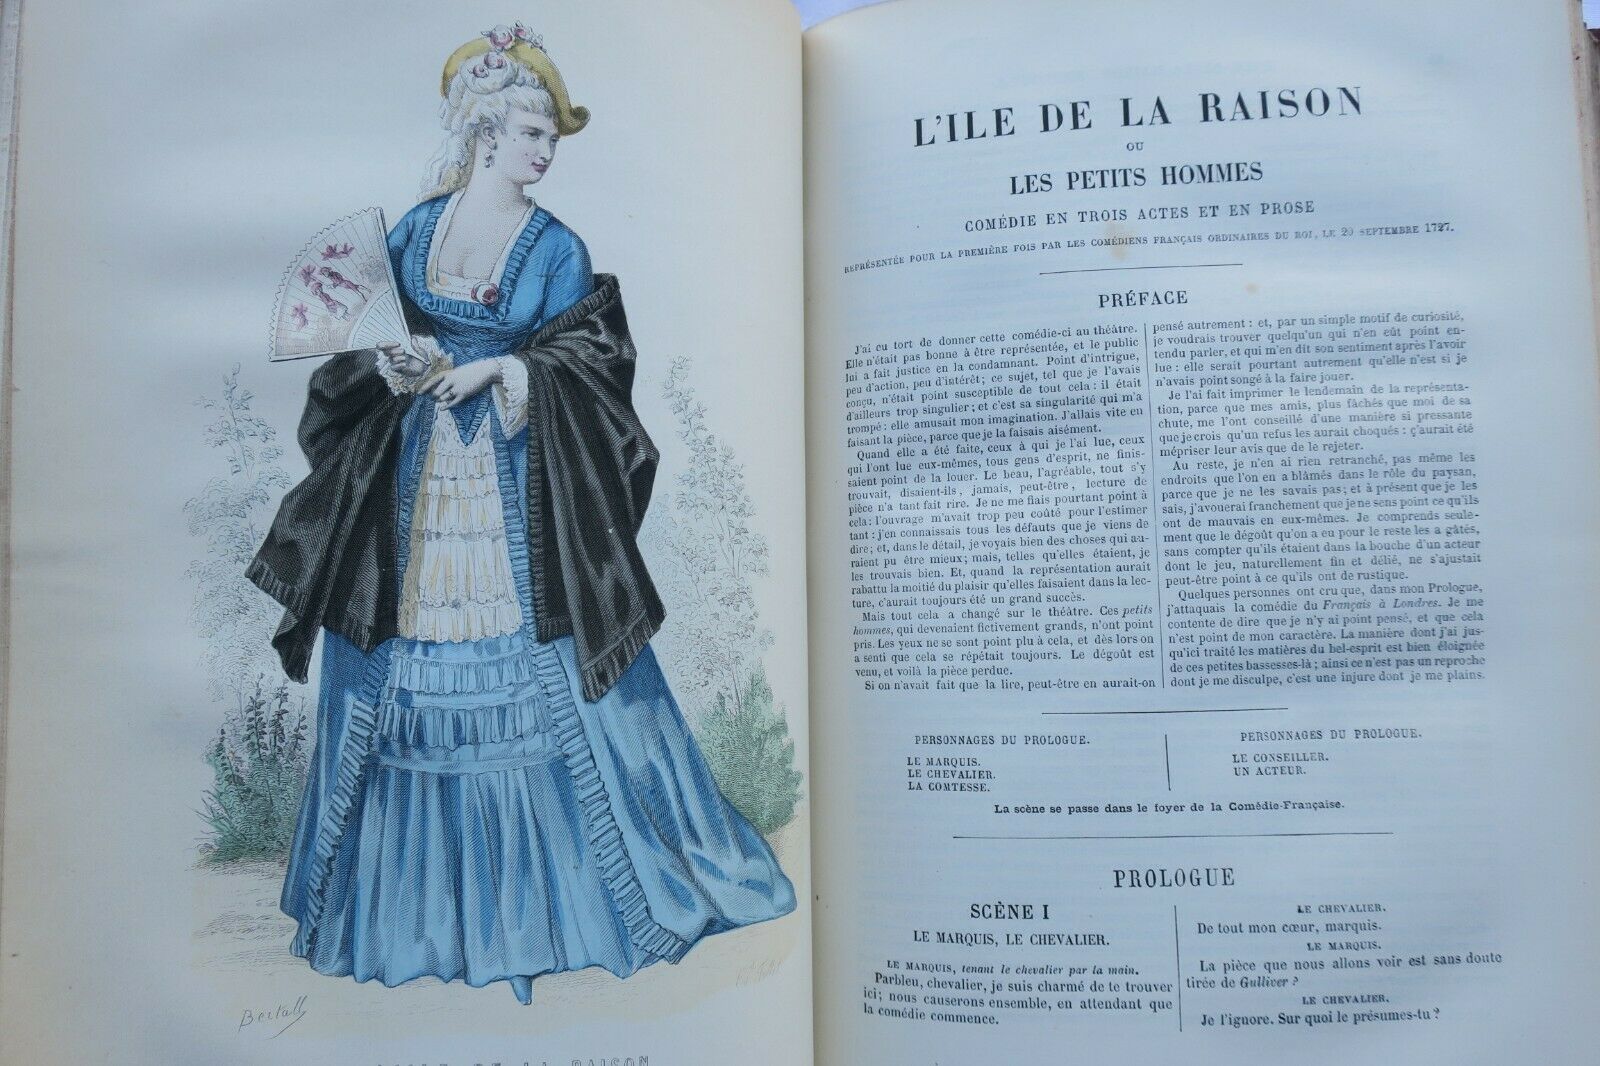 Bertall
DE LA RAISON
L'ILE DE LA RAISON
OU
LES PETITS HOMMES
COMÉDIE EN TROIS ACTES ET EN PROSE
REPRÉSENTÉE POUR LA PREMIÈRE FOIS PAR LES COMÉDIENS FRANÇAIS ORDINAIRES DU ROI, LE 20 SEPTEMBRE 1727.
PRÉFACE
J'ai eu tort de donner cette comédie-ci au théâtre.
Elle n'était pas bonne à être représentée, et le public
lui a fait justice en la condamnant. Point d'intrigue,
peu d'action, peu d'intérêt; ce sujet, tel que je l'avais
conçu, n'était point susceptible de tout cela : il était
d'ailleurs trop singulier; et c'est sa singularité qui m'a
trompé : elle amusait mon imagination. J'allais vite en
faisant la pièce, parce que je la faisais aisément.
Quand elle a été faite, ceux à qui je l'ai lue, ceux
qui l'ont lue eux-mêmes, tous gens d'esprit, ne finis-
saient point de la louer. Le beau, l'agréable, tout s'y
trouvait, disaient-ils, jamais, peut-être, lecture de
pièce n'a tant fait rire. Je ne me fiais pourtant point à
cela: l'ouvrage m'avait trop peu coûté pour l'estimer
tant : j'en connaissais tous les défauts que je viens de
dire; et, dans le détail, je voyais bien des choses qui au-
raient pu être mieux; mais, telles qu'elles étaient, je
les trouvais bien. Et, quand la représentation aurait
rabattu la moitié du plaisir qu'elles faisaient dans la lec-
ture, c'aurait toujours été un grand succès.
Mais tout cela a changé sur le théâtre. Ces petits
hommes, qui devenaient fictivement grands, n'ont point
pris. Les yeux ne se sont point plu à cela, et dès lors on
a senti que cela se répétait toujours. Le dégoût est
venu, et voilà la pièce perdue.
Si on n'avait fait que la lire, peut-être en aurait-on
pensé autrement : et, par un simple motif de curiosité,
je voudrais trouver quelqu'un qui n'en eût point en-
tendu parler, et qui m'en dît son sentiment après l'avoir
lue : elle serait pourtant autrement qu'elle n'est si je
n'avais point songé à la faire jouer.
Je l'ai fait imprimer le lendemain de la représenta-
tion, parce que mes amis, plus fâchés que moi de sa
chute, me l'ont conseillé d'une manière si pressante
que je crois qu'un refus les aurait choqués : ç'aurait été
mépriser leur avis que de le rejeter.
Au reste, je n'en ai rien retranché, pas même les
endroits que l'on en a blâmés dans le rôle du paysan,
parce que je ne les savais pas; et à présent que je les
sais, j'avouerai franchement que je ne sens point ce qu'ils
ont de mauvais en eux-mêmes. Je comprends seule-
ment que le dégoût qu'on a eu pour le reste les a gâtés,
sans compter qu'ils étaient dans la bouche d'un acteur
dont le jeu, naturellement fin et délié, ne s'ajustait
peut-être point à ce qu'ils ont de rustique.
Quelques personnes ont cru que, dans mon Prologue,
j'attaquais la comédie du Français à Londres. Je me
contente de dire que je n'y ai point pensé, et que cela
n'est point de mon caractère. La manière dont j'ai jus-
qu'ici traité les matières du bel-esprit est bien éloignée
de ces petites bassesses-là; ainsi ce n'est pas un reproche
dont je me disculpe, c'est une injure dont je me plains.
PERSONNAGES DU PROLOGUE.
LE MARQUIS.
LE CHEVALIER.
LA COMTESSE.
PERSONNAGES DU PROLOGUE.
LE CONSEILLER.
UN ACTEUR.
La scène se passe dans le foyer de la Comédie-Française.
PROLOGUE
SCÈNE I
LE MARQUIS, LE CHEVALIER.
LE MARQUIS, tenant le chevalier par la main.
Parbleu, chevalier, je suis charmé de te trouver
ici; nous causerons ensemble, en attendant que
la comédie commence.
LE CHEVALIER.
De tout mon cœur, marquis.
LE MARQUIS.
La pièce que nous allons voir est sans doute
tirée de Gulliver?
LE CHEVALIER.
Je l'ignore. Sur quoi le présumes-tu?